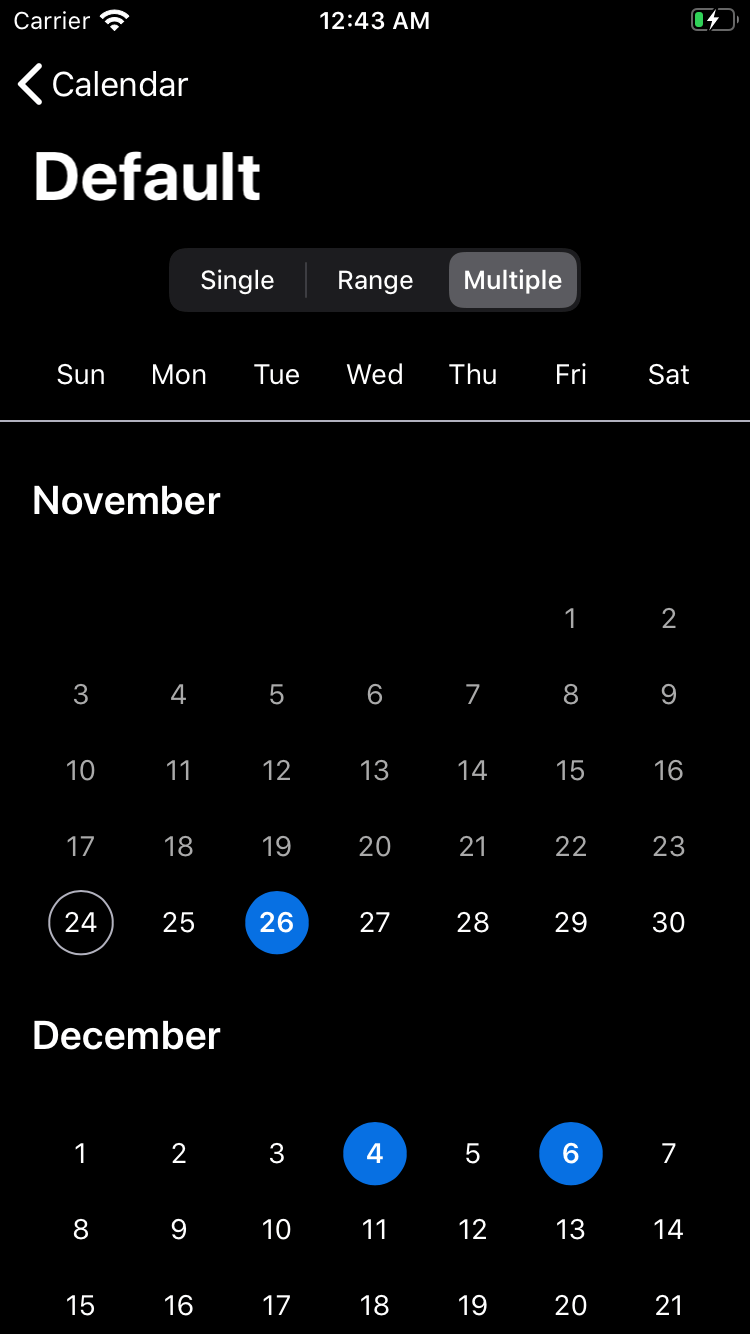 Carrier 12:43 AM
Calendar
Default
Single Range Multiple
Sun Mon Tue Wed Thu Fri Sat
November
1 2
3 4 5 6 7 8 9
10 11 12 13 14 15 16
17 18 19 20 21 22 23
24 25 26 27 28 29 30
December
1 2 3 4 5 6 7
8 9 10 11 12 13 14
15 16 17 18 19 20 21